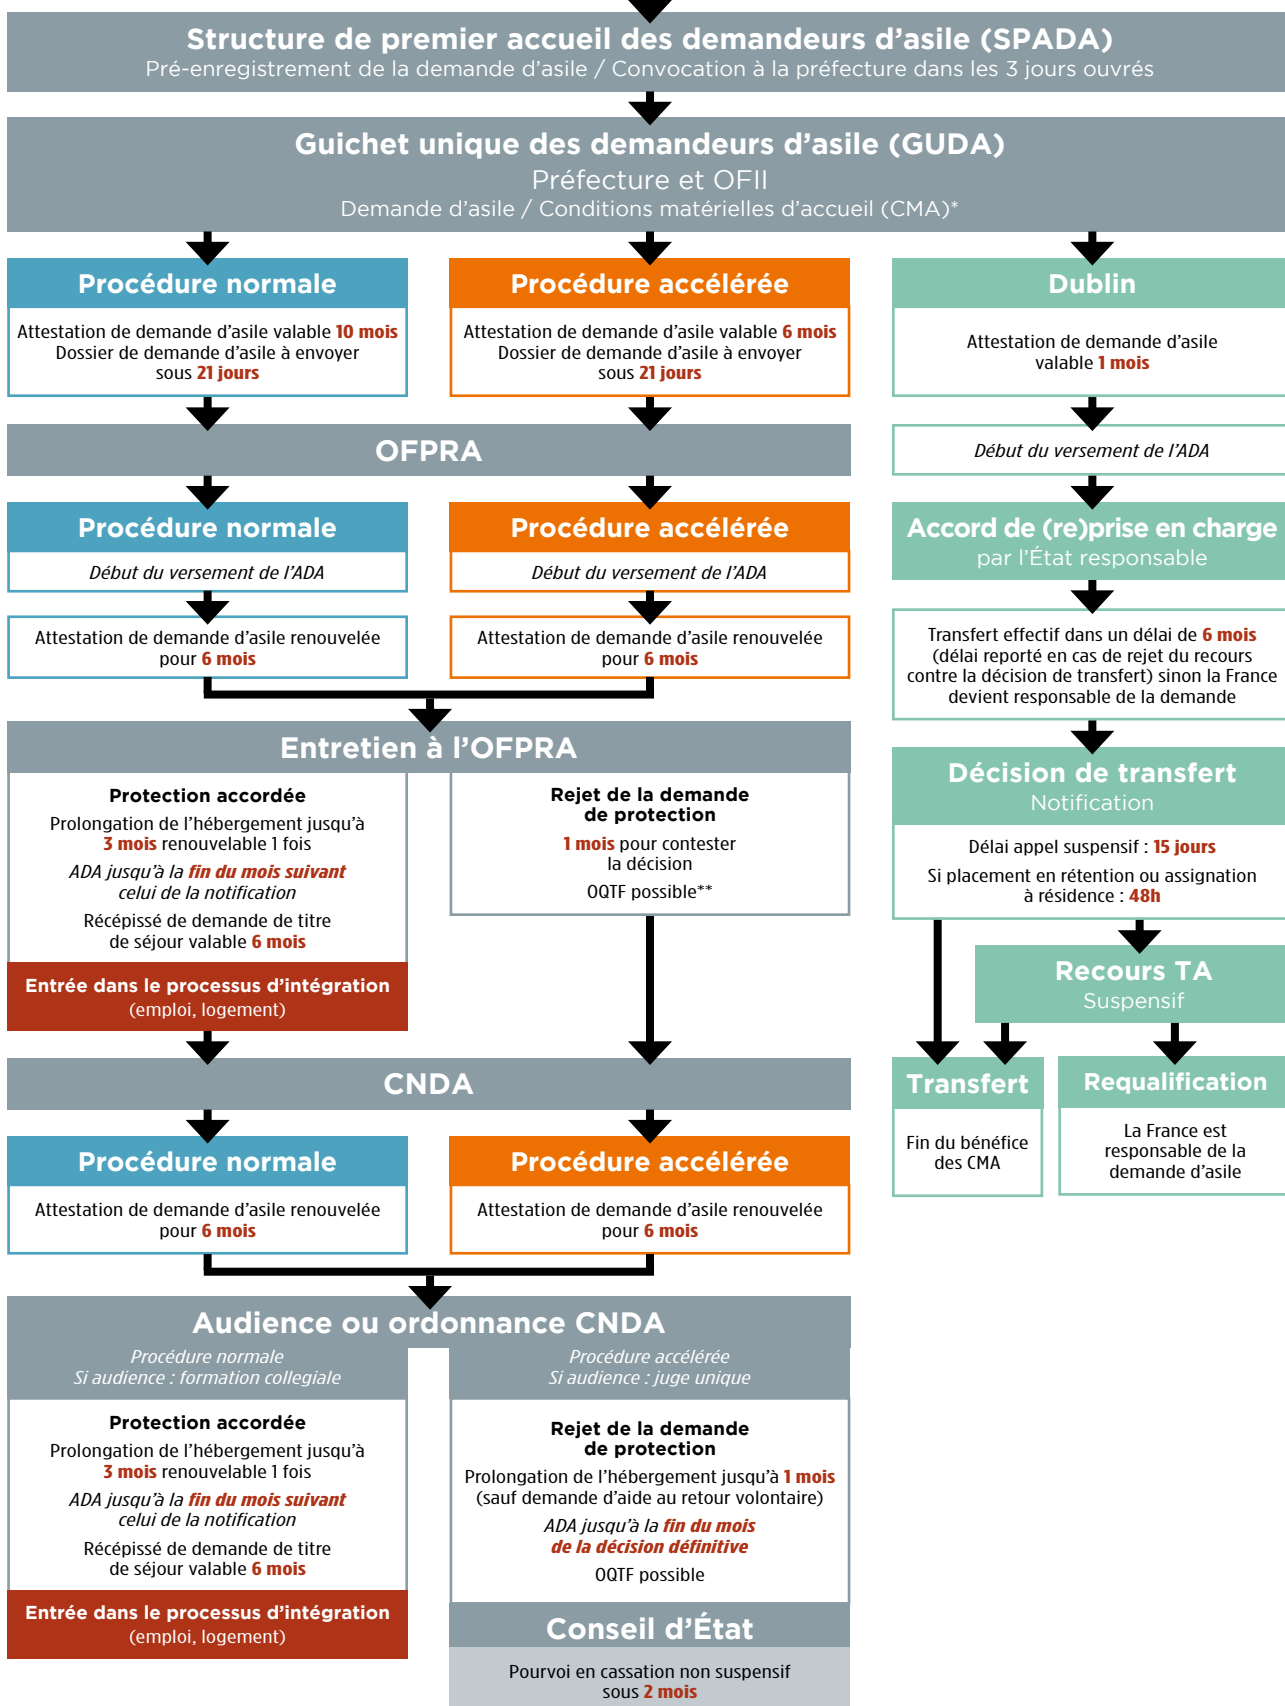 Structure de premier accueil des demandeurs d'asile (SPADA)
Pré-enregistrement de la demande d'asile / Convocation à la préfecture dans les 3 jours ouvrés
Guichet unique des demandeurs d'asile (GUDA)
Préfecture et OFII
Demande d'asile / Conditions matérielles d'accueil (CMA)*
Procédure normale
Attestation de demande d'asile valable 10 mois
Dossier de demande d'asile à envoyer
sous 21 jours
Procédure accélérée
Attestation de demande d'asile valable 6 mois
Dossier de demande d'asile à envoyer
sous 21 jours
Dublin
Attestation de demande d'asile
valable 1 mois
OFPRA
Début du versement de l'ADA
Procédure normale
Début du versement de l'ADA
Attestation de demande d'asile renouvelée
pour 6 mois
Procédure accélérée
Début du versement de l'ADA
Attestation de demande d'asile renouvelée
pour 6 mois
Accord de (re)prise en charge
par l'État responsable
Transfert effectif dans un délai de 6 mois
(délai reporté en cas de rejet du recours
contre la décision de transfert) sinon la France
devient responsable de la demande
Entretien à l'OFPRA
Protection accordée
Prolongation de l'hébergement jusqu'à
3 mois renouvelable 1 fois
ADA jusqu'à la fin du mois suivant
celui de la notification
Récépissé de demande de titre
de séjour valable 6 mois
Entrée dans le processus d'intégration
(emploi, logement)
Rejet de la demande
de protection
1 mois pour contester
la décision
OQTF possible**
Décision de transfert
Notification
Délai appel suspensif : 15 jours
Si placement en rétention ou assignation
à résidence : 48h
Recours TA
Suspensif
Transfert
Fin du bénéfice
des CMA
Requalification
La France est
responsable de la
demande d'asile
CNDA
Procédure normale
Attestation de demande d'asile renouvelée
pour 6 mois
Procédure accélérée
Attestation de demande d'asile renouvelée
pour 6 mois
Audience ou ordonnance CNDA
Procédure normale
Si audience : formation collegiale
Protection accordée
Prolongation de l'hébergement jusqu'à
3 mois renouvelable 1 fois
ADA jusqu'à la fin du mois suivant
celui de la notification
Récépissé de demande de titre
de séjour valable 6 mois
Entrée dans le processus d'intégration
(emploi, logement)
Procédure accélérée
Si audience : juge unique
Rejet de la demande
de protection
Prolongation de l'hébergement jusqu'à 1 mois
(sauf demande d'aide au retour volontaire)
ADA jusqu'à la fin du mois
de la décision définitive
OQTF possible
Conseil d'État
Pourvoi en cassation non suspensif
sous 2 mois